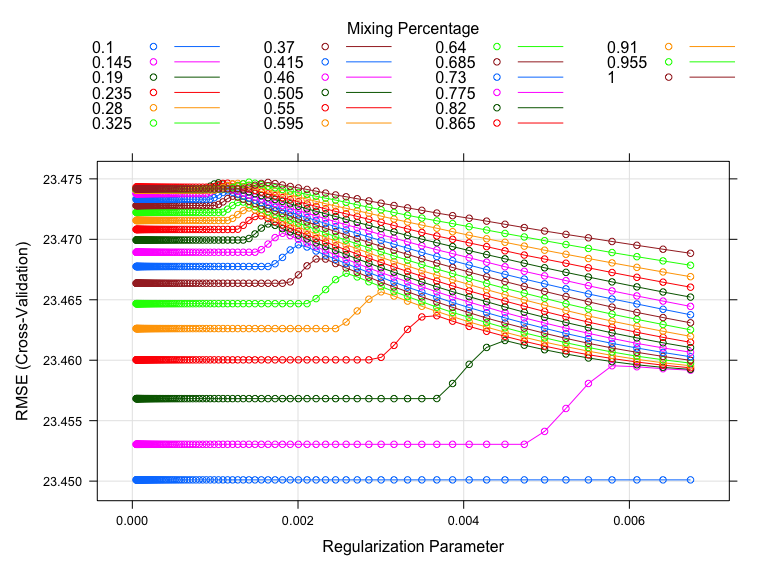 Mixing Percentage
0.1 0.37 0.64 0.91
0.145 0.415 0.685 0.955
0.19 0.46 0.73 1
0.235 0.505 0.775
0.28 0.55 0.82
0.325 0.595 0.865
23.475
23.470
23.465
23.460
23.455
23.450
RMSE (Cross-Validation)
0.000 0.002 0.004 0.006
Regularization Parameter